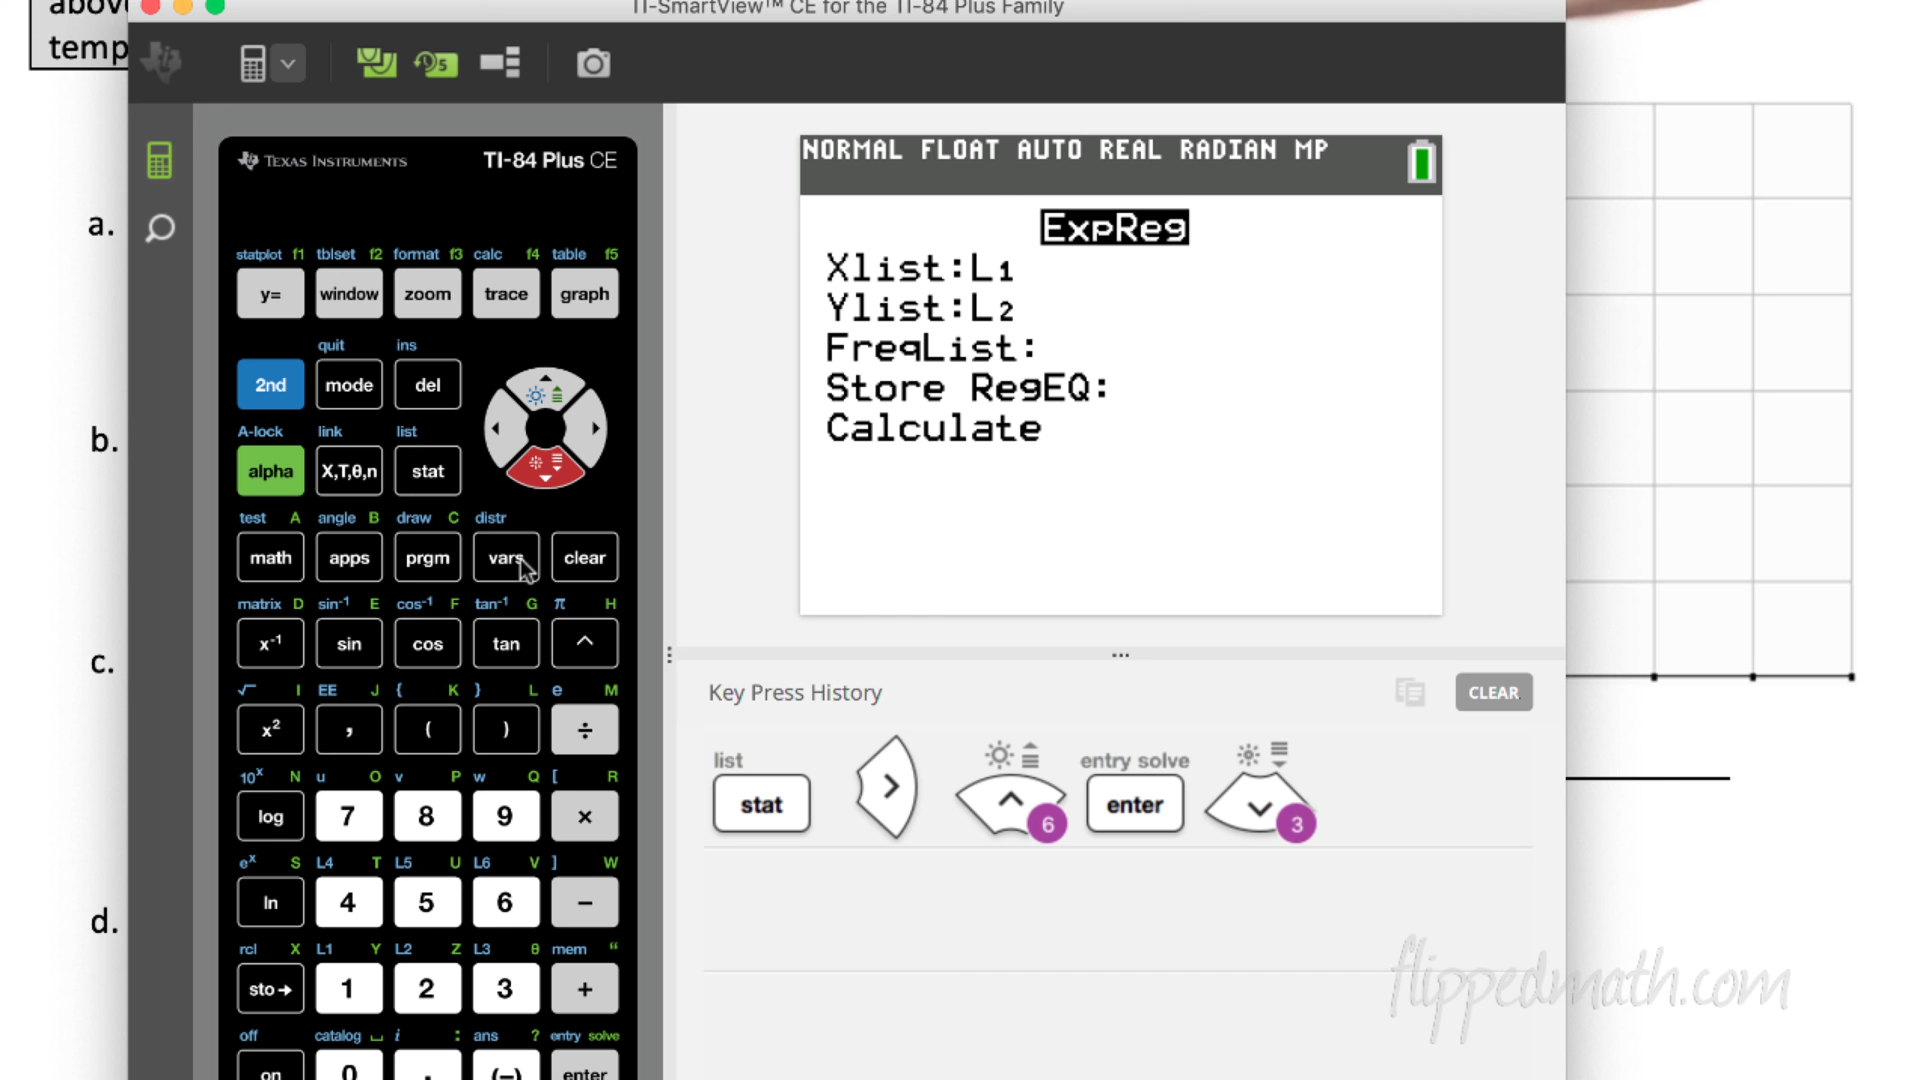 above
temp
TI-SmartView™ CE for the TI-84 Plus Family
5
a.
b.
c.
d.
TEXAS INSTRUMENTS TI-84 Plus CE
statplot f1 tblset f2 format f3 calc f4 table f5
y= window zoom trace graph
quit ins
2nd mode del
A-lock link list
alpha X,T,θ,n stat
test A angle B draw C distr
math apps prgm vars clear
matrix D sin⁻¹ E cos⁻¹ F tan⁻¹ G π H
x⁻¹ sin cos tan ^
√ I EE J { K } L e M
x² , ( ) ÷
10ˣ N u O v P w Q [ R
log 7 8 9 ×
eˣ S L4 T L5 U L6 V ] W
ln 4 5 6 −
rcl X L1 Y L2 Z L3 θ mem “
sto→ 1 2 3 +
off catalog ⎵ i : ans ? entry solve
on 0 . (−) enter
NORMAL FLOAT AUTO REAL RADIAN MP
ExpReg
Xlist:L₁
Ylist:L₂
FreqList:
Store RegEQ:
Calculate
Key Press History CLEAR
list entry solve
stat > ^ 6 enter 3
flippedmath.com